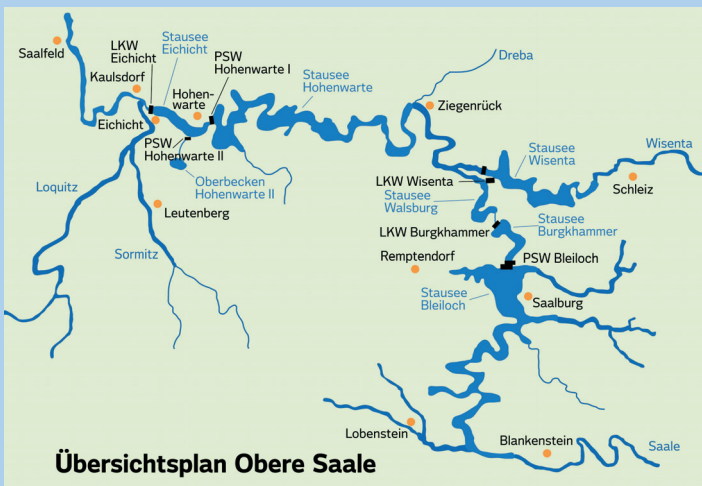 Saalfeld
LKW
Eichicht
Stausee
Eichicht
PSW
Hohenwarte I
Kaulsdorf
Hohen-
warte
Stausee
Hohenwarte
Dreba
Ziegenrück
Eichicht
PSW
Hohenwarte II
Oberbecken
Hohenwarte II
Stausee
Wisenta
Wisenta
LKW Wisenta
Schleiz
Stausee
Walsburg
Loquitz
Leutenberg
Stausee
Burgkhammer
LKW Burgkhammer
Sormitz
Remptendorf
PSW Bleiloch
Stausee
Bleiloch
Saalburg
Lobenstein
Blankenstein
Saale
Übersichtsplan Obere Saale